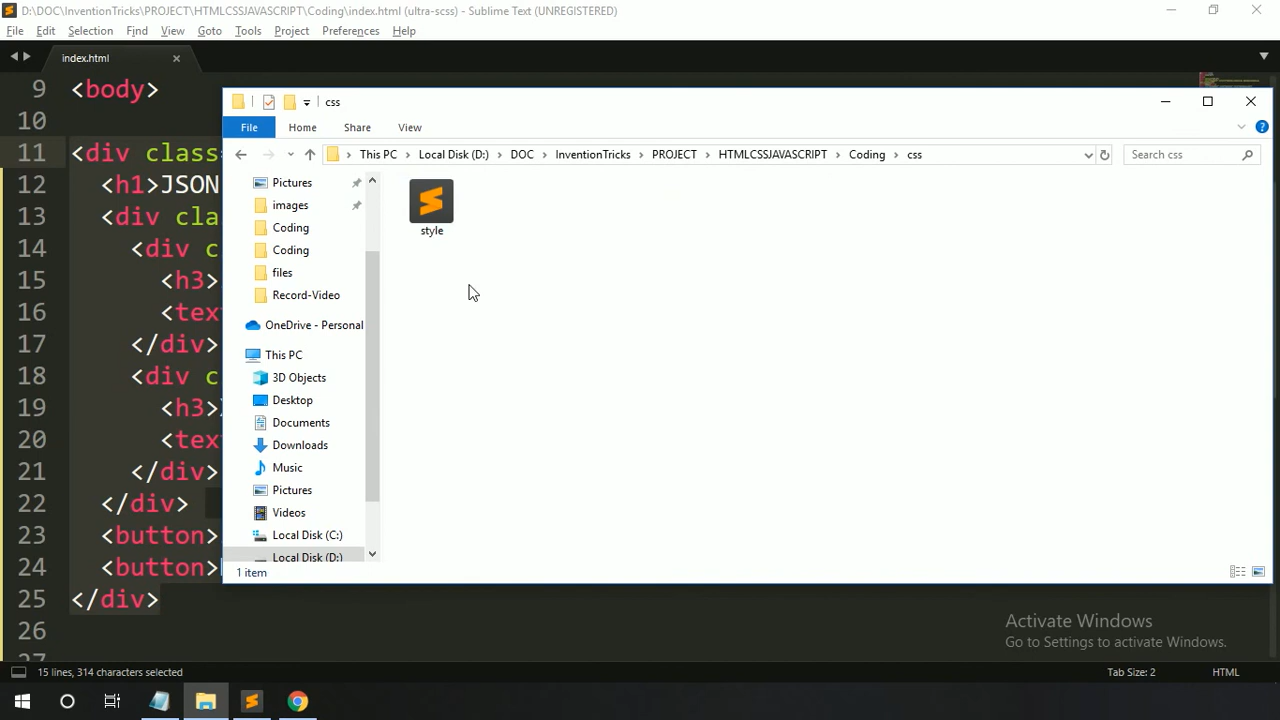 D:\DOC\InventionTricks\PROJECT\HTMLCSSJAVASCRIPT\Coding\index.html (ultra-scss) - Sublime Text (UNREGISTERED)
File Edit Selection Find View Goto Tools Project Preferences Help
index.html
9 <body>
10
11 <div class=
12 <h1>JSON
13 <div cla
14 <div c
15 <h3>
16 <tex
17 </div>
18 <div c
19 <h3>
20 <tex
21 </div>
22 </div>
23 <button>
24 <button>
25 </div>
26
css
File Home Share View
This PC > Local Disk (D:) > DOC > InventionTricks > PROJECT > HTMLCSSJAVASCRIPT > Coding > css
Search css
Pictures
images
Coding
Coding
files
Record-Video
OneDrive - Personal
This PC
3D Objects
Desktop
Documents
Downloads
Music
Pictures
Videos
Local Disk (C:)
Local Disk (D:)
style
1 item
Activate Windows
Go to Settings to activate Windows.
15 lines, 314 characters selected
Tab Size: 2
HTML